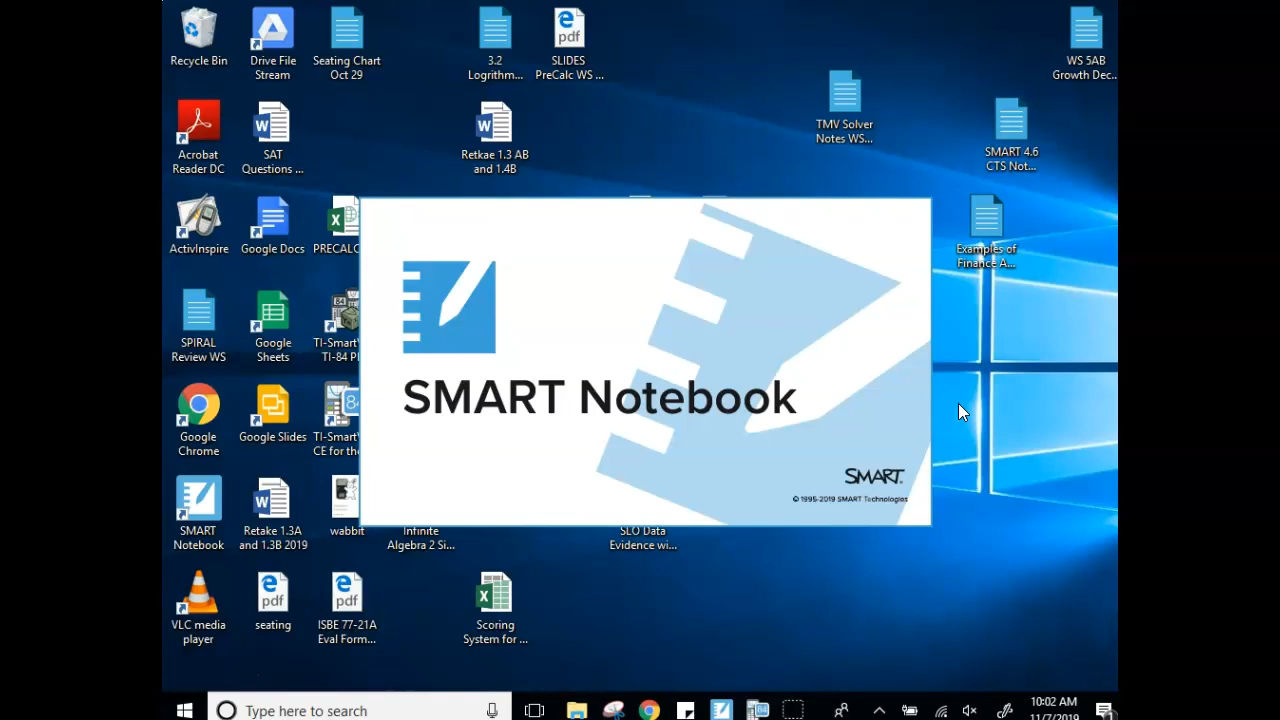 Recycle Bin
Drive File
Stream
Seating Chart
Oct 29
3.2
Logrithm...
pdf
SLIDES
PreCalc WS ...
WS 5AB
Growth Dec..
TMV Solver
Notes WS...
SMART 4.6
CTS Not...
Acrobat
Reader DC
SAT
Questions ...
Retkae 1.3 AB
and 1.4B
ActivInspire
Google Docs
PRECALC
Examples of
Finance A...
SPIRAL
Review WS
Google
Sheets
TI-SmartV
TI-84 Pl
SMART Notebook
SMART
© 1995-2019 SMART Technologies
Google
Chrome
Google Slides
TI-SmartV
CE for the
SMART
Notebook
Retake 1.3A
and 1.3B 2019
wabbit
Infinite
Algebra 2 Si...
SLO Data
Evidence wi...
VLC media
player
pdf
seating
pdf
ISBE 77-21A
Eval Form...
Scoring
System for ...
Type here to search
10:02 AM
11/7/2019